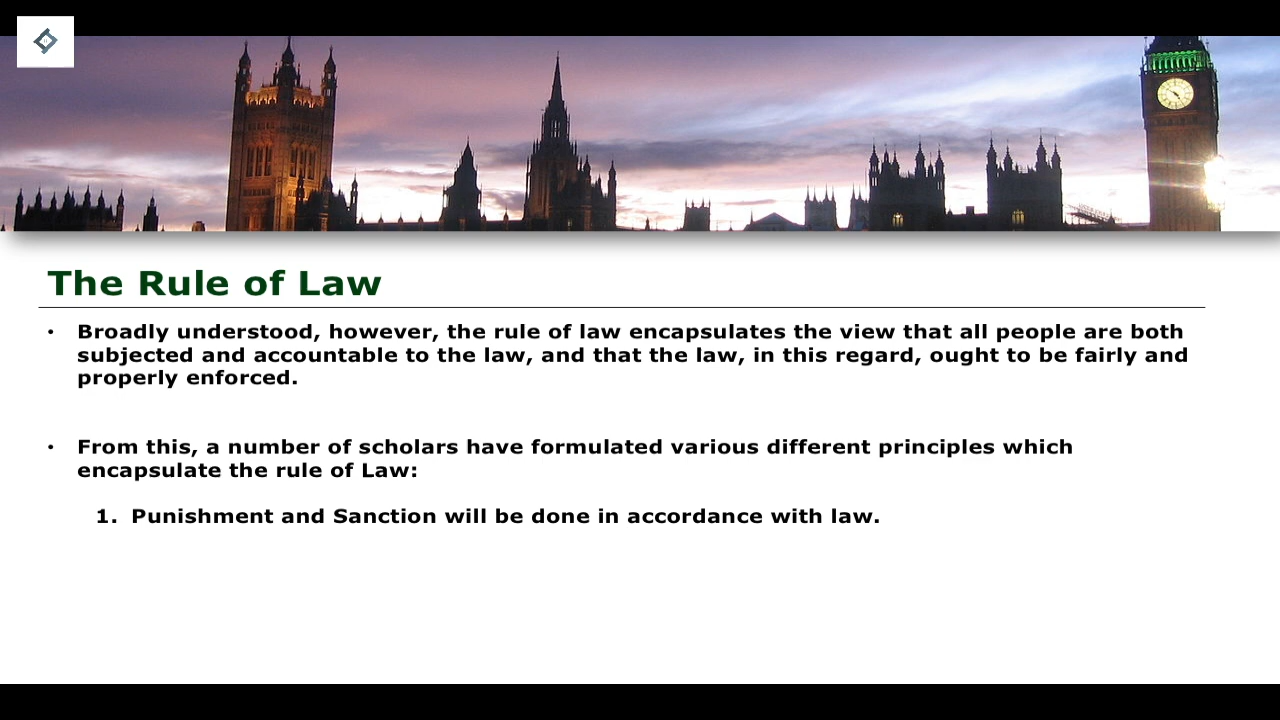 The Rule of Law
• Broadly understood, however, the rule of law encapsulates the view that all people are both
subjected and accountable to the law, and that the law, in this regard, ought to be fairly and
properly enforced.
• From this, a number of scholars have formulated various different principles which
encapsulate the rule of Law:
1. Punishment and Sanction will be done in accordance with law.